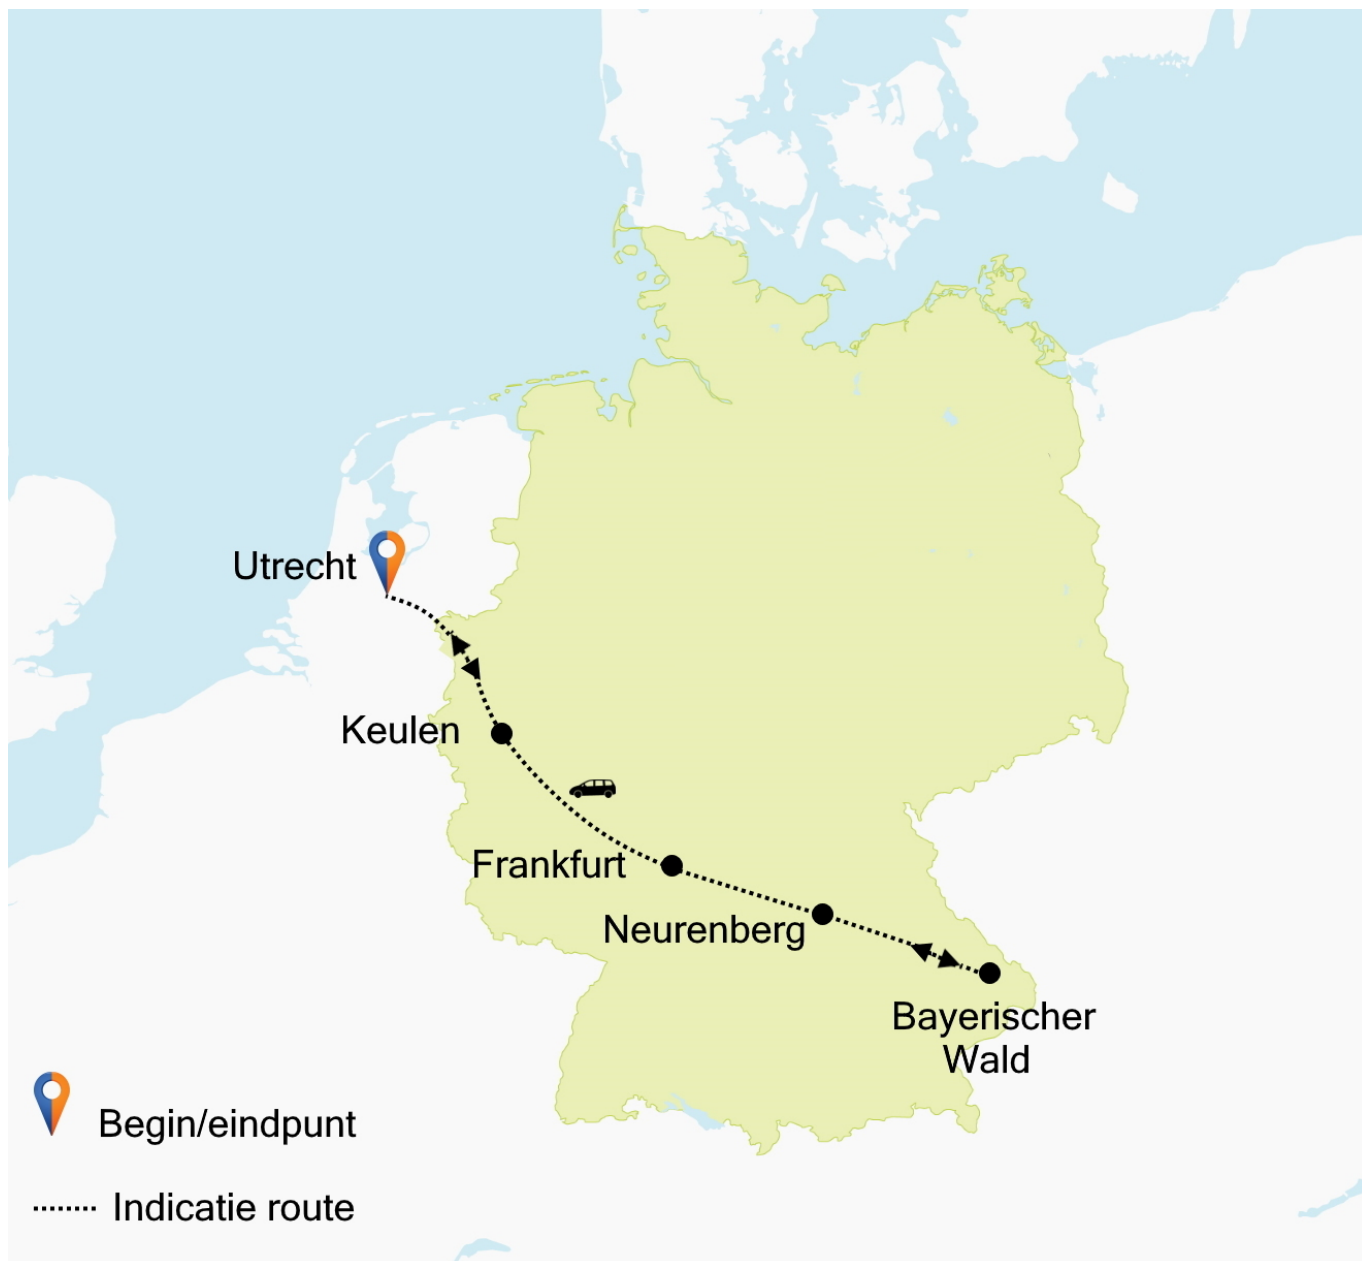 Utrecht
Keulen
Frankfurt
Neurenberg
Bayerischer
Wald
Begin/eindpunt
Indicatie route